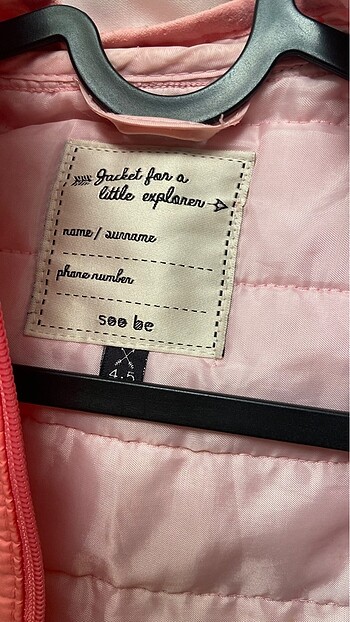 Jacket for a
little explorer
name / surname
phone number
soo be
4.5